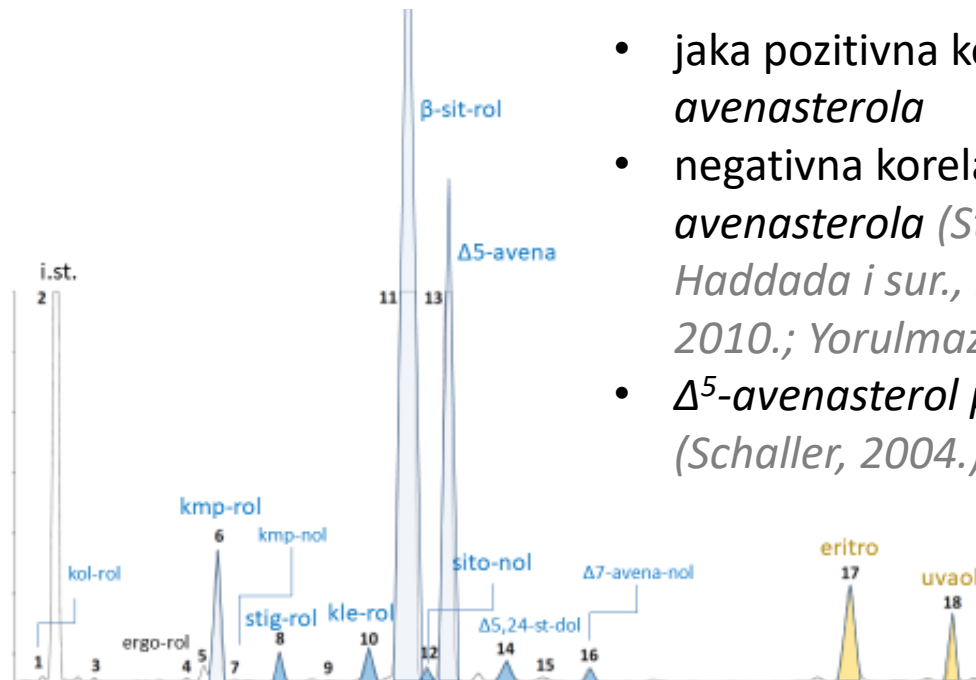 • jaka pozitivna
avenasterola
• negativna
avenasterola
Haddada i sur.,
2010.; Yorulmaz
• Δ⁵-avenasterol
(Schaller, 2004.)
β-sit-rol
Δ5-avena
i.st.
2
11 13
kmp-rol
6
kmp-nol
kol-rol
stig-rol
kle-rol
sito-nol
Δ7-avena-nol
eritro
17
uvaol
18
ergo-rol
Δ5,24-st-dol
1
3
4
5
7
8
9
10
12
14
15
16